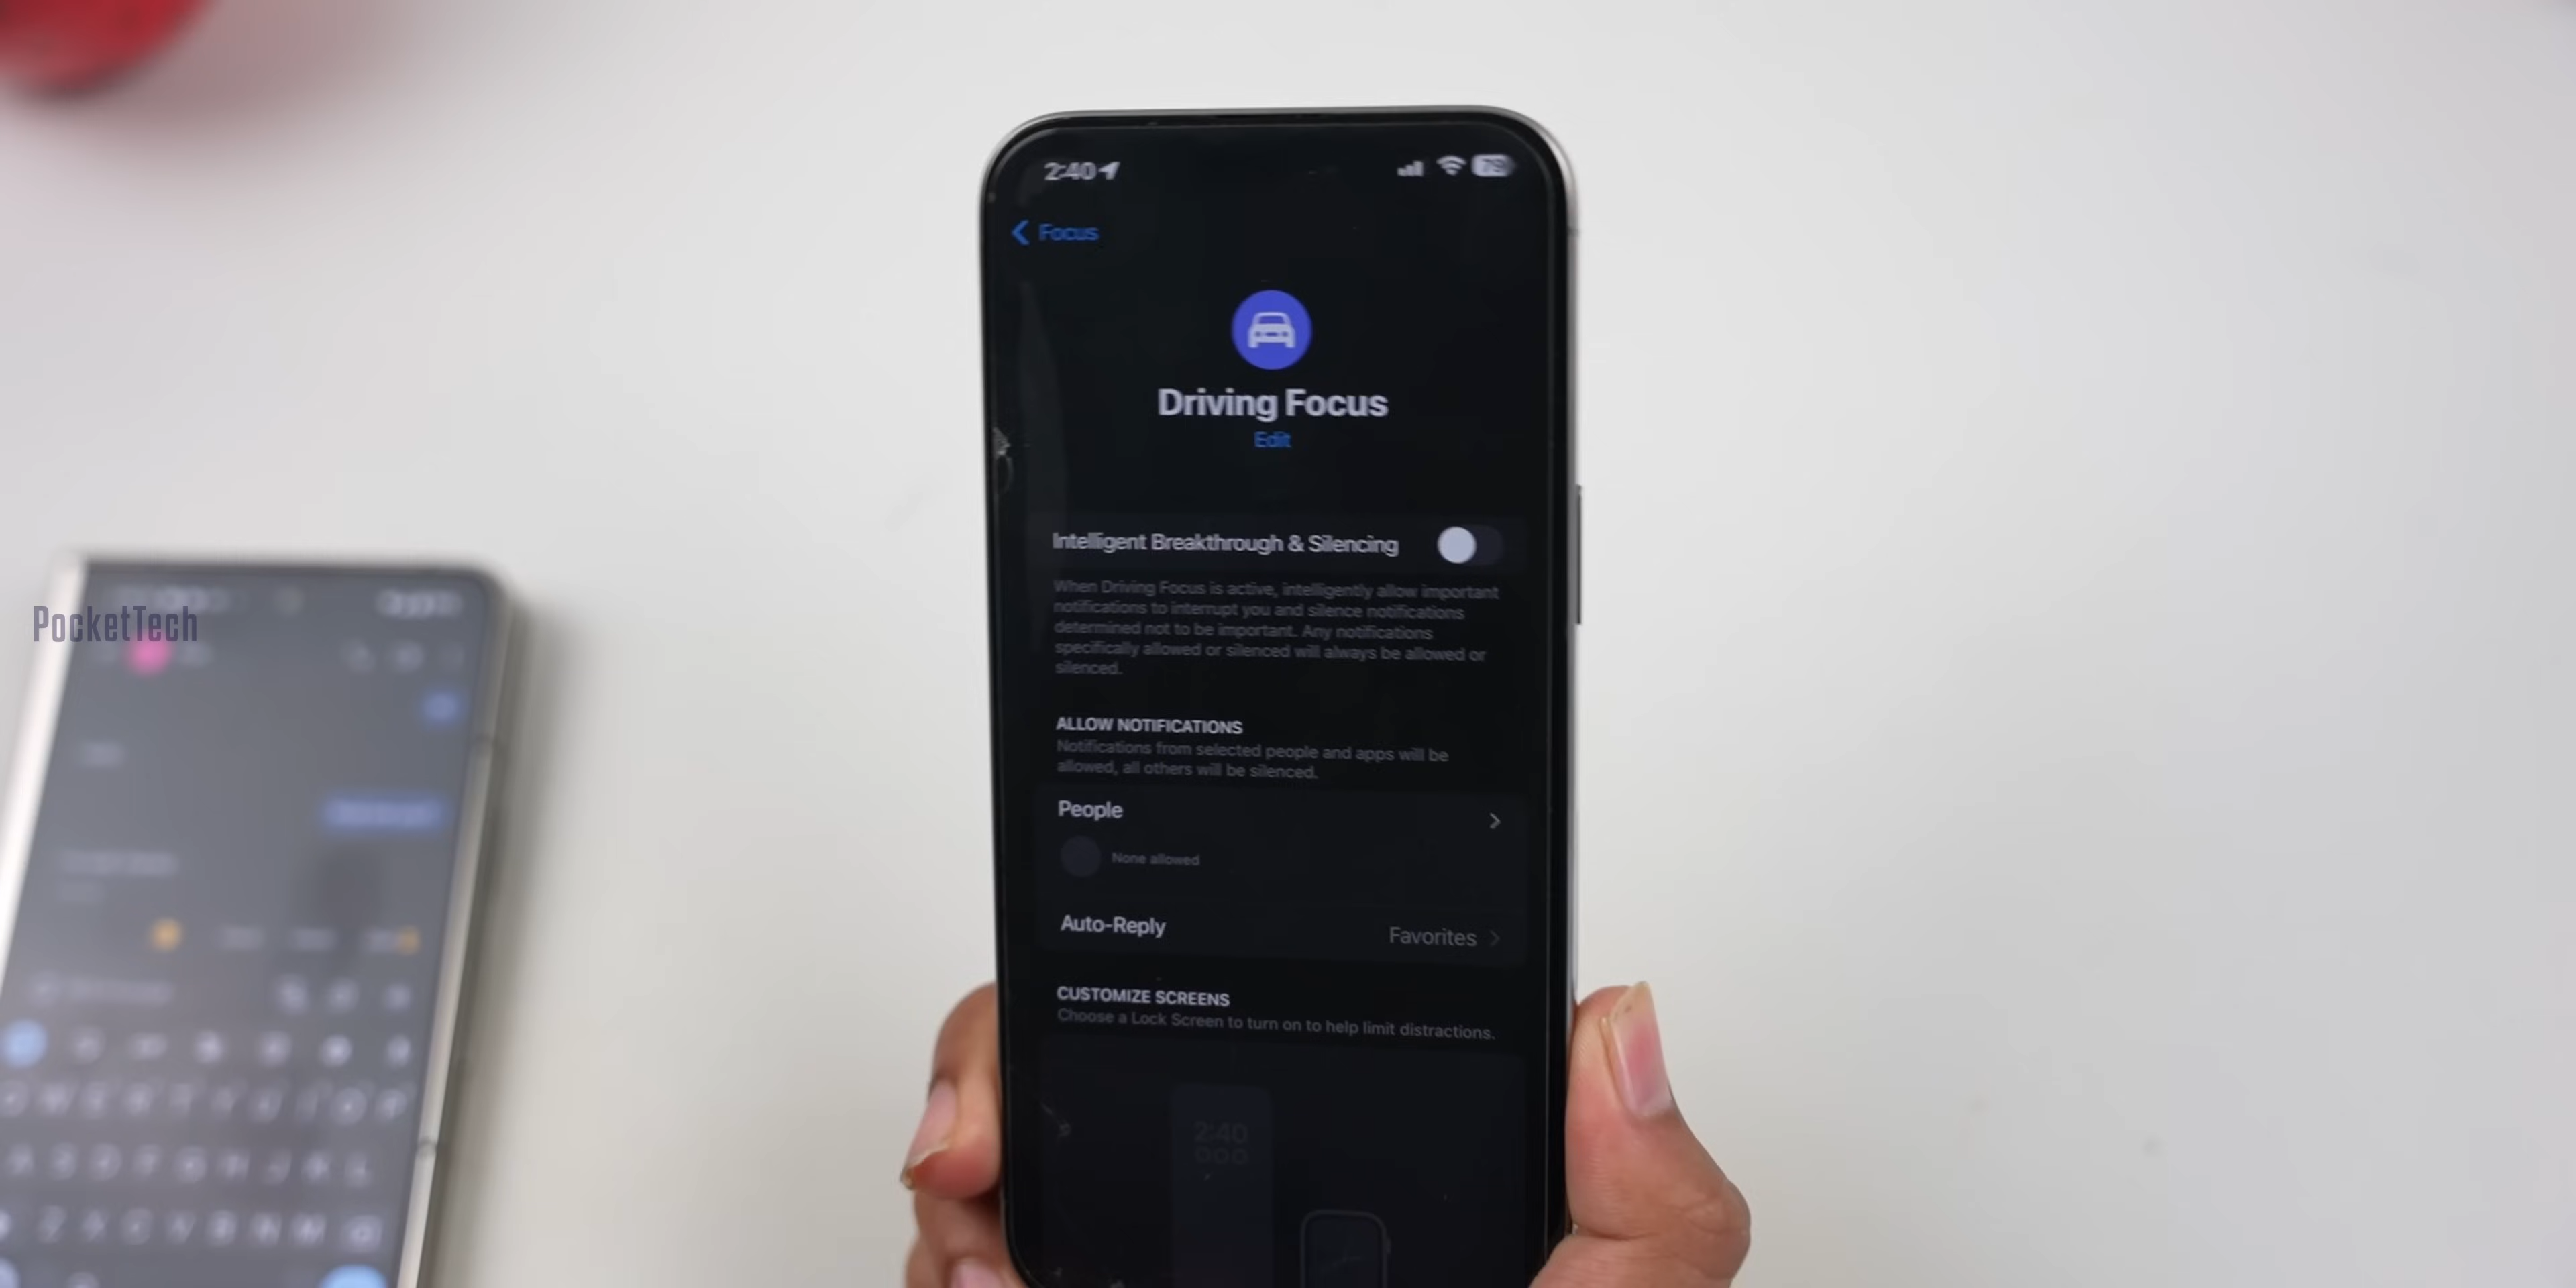 2:40
79
Focus
Driving Focus
Edit
Intelligent Breakthrough & Silencing
When Driving Focus is active, intelligently allow important
notifications to interrupt you and silence notifications
determined not to be important. Any notifications
specifically allowed or silenced will always be allowed or
silenced.
ALLOW NOTIFICATIONS
Notifications from selected people and apps will be
allowed, all others will be silenced.
People
None allowed
Auto-Reply
Favorites
CUSTOMIZE SCREENS
Choose a Lock Screen to turn on to help limit distractions.
2:40
PocketTech